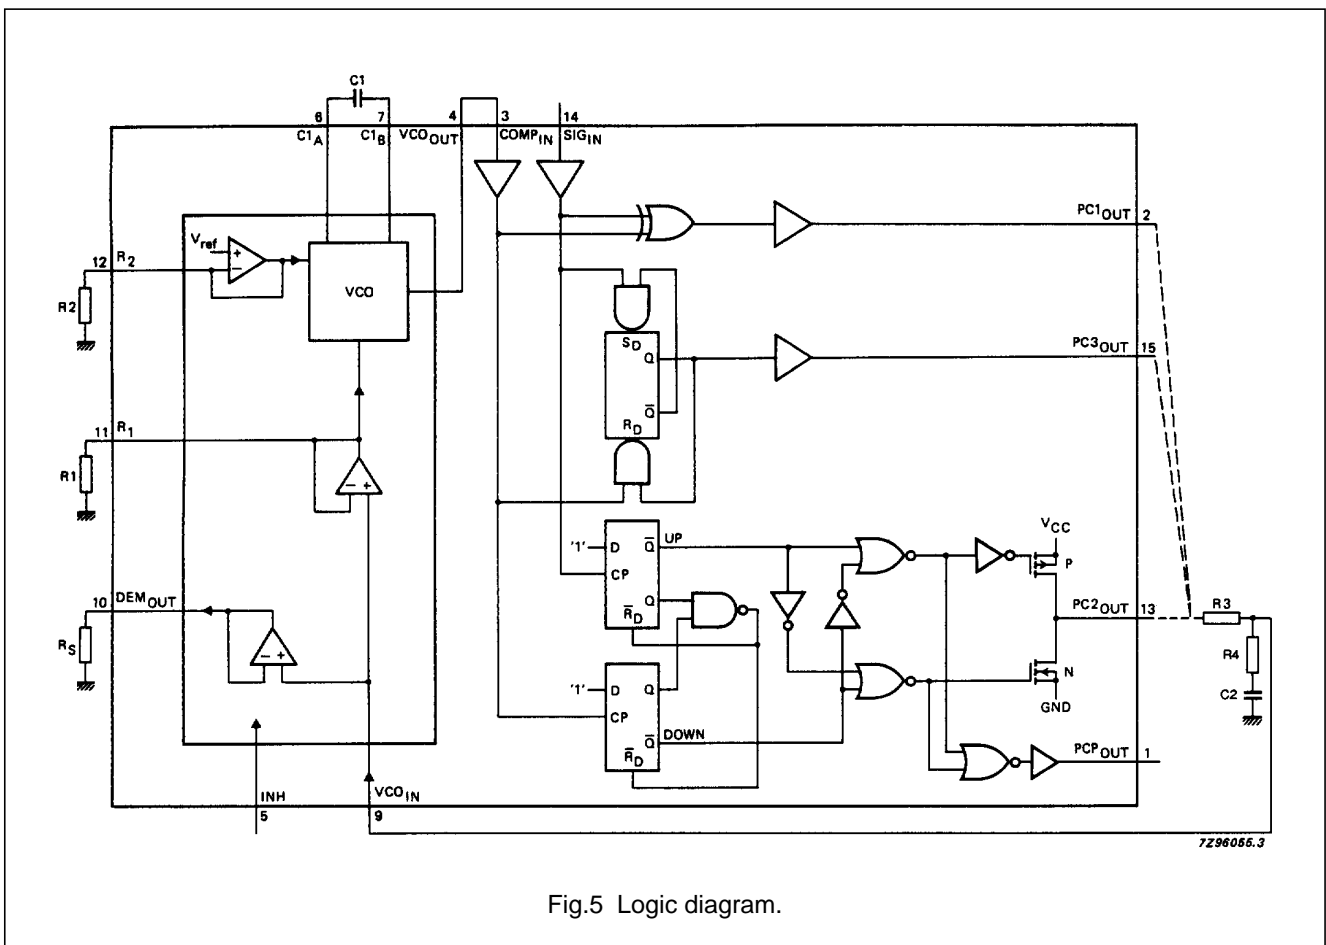 C1
6 7 4 3 14
C1A C1B VCOOUT COMPIN SIGIN
PC1OUT 2
Vref
+
−
12 R2
VCO
R2
SD
Q
PC3OUT 15
Q̅
RD
11 R1
R1
− +
'1' D Q̅ UP
VCC
CP
P
10 DEMOUT
Q
R̅D
PC2OUT 13
R3
RS
− +
R4
'1' D Q
N
C2
CP
GND
Q̅ DOWN
R̅D
PCPOUT 1
INH VCOIN
5 9
7Z96055.3
Fig.5 Logic diagram.